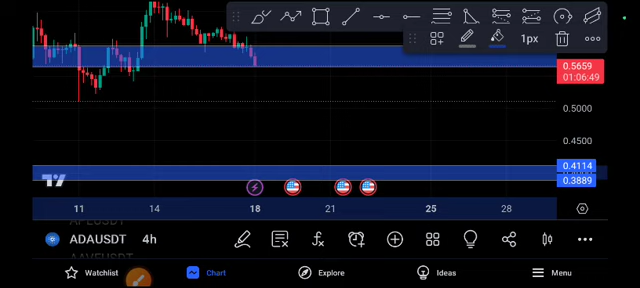 1px
0.5659
01:06:49
0.5000
0.4500
0.4114
0.3889
11 14 18 21 25 28
ADAUSDT 4h
Watchlist Chart Explore Ideas Menu